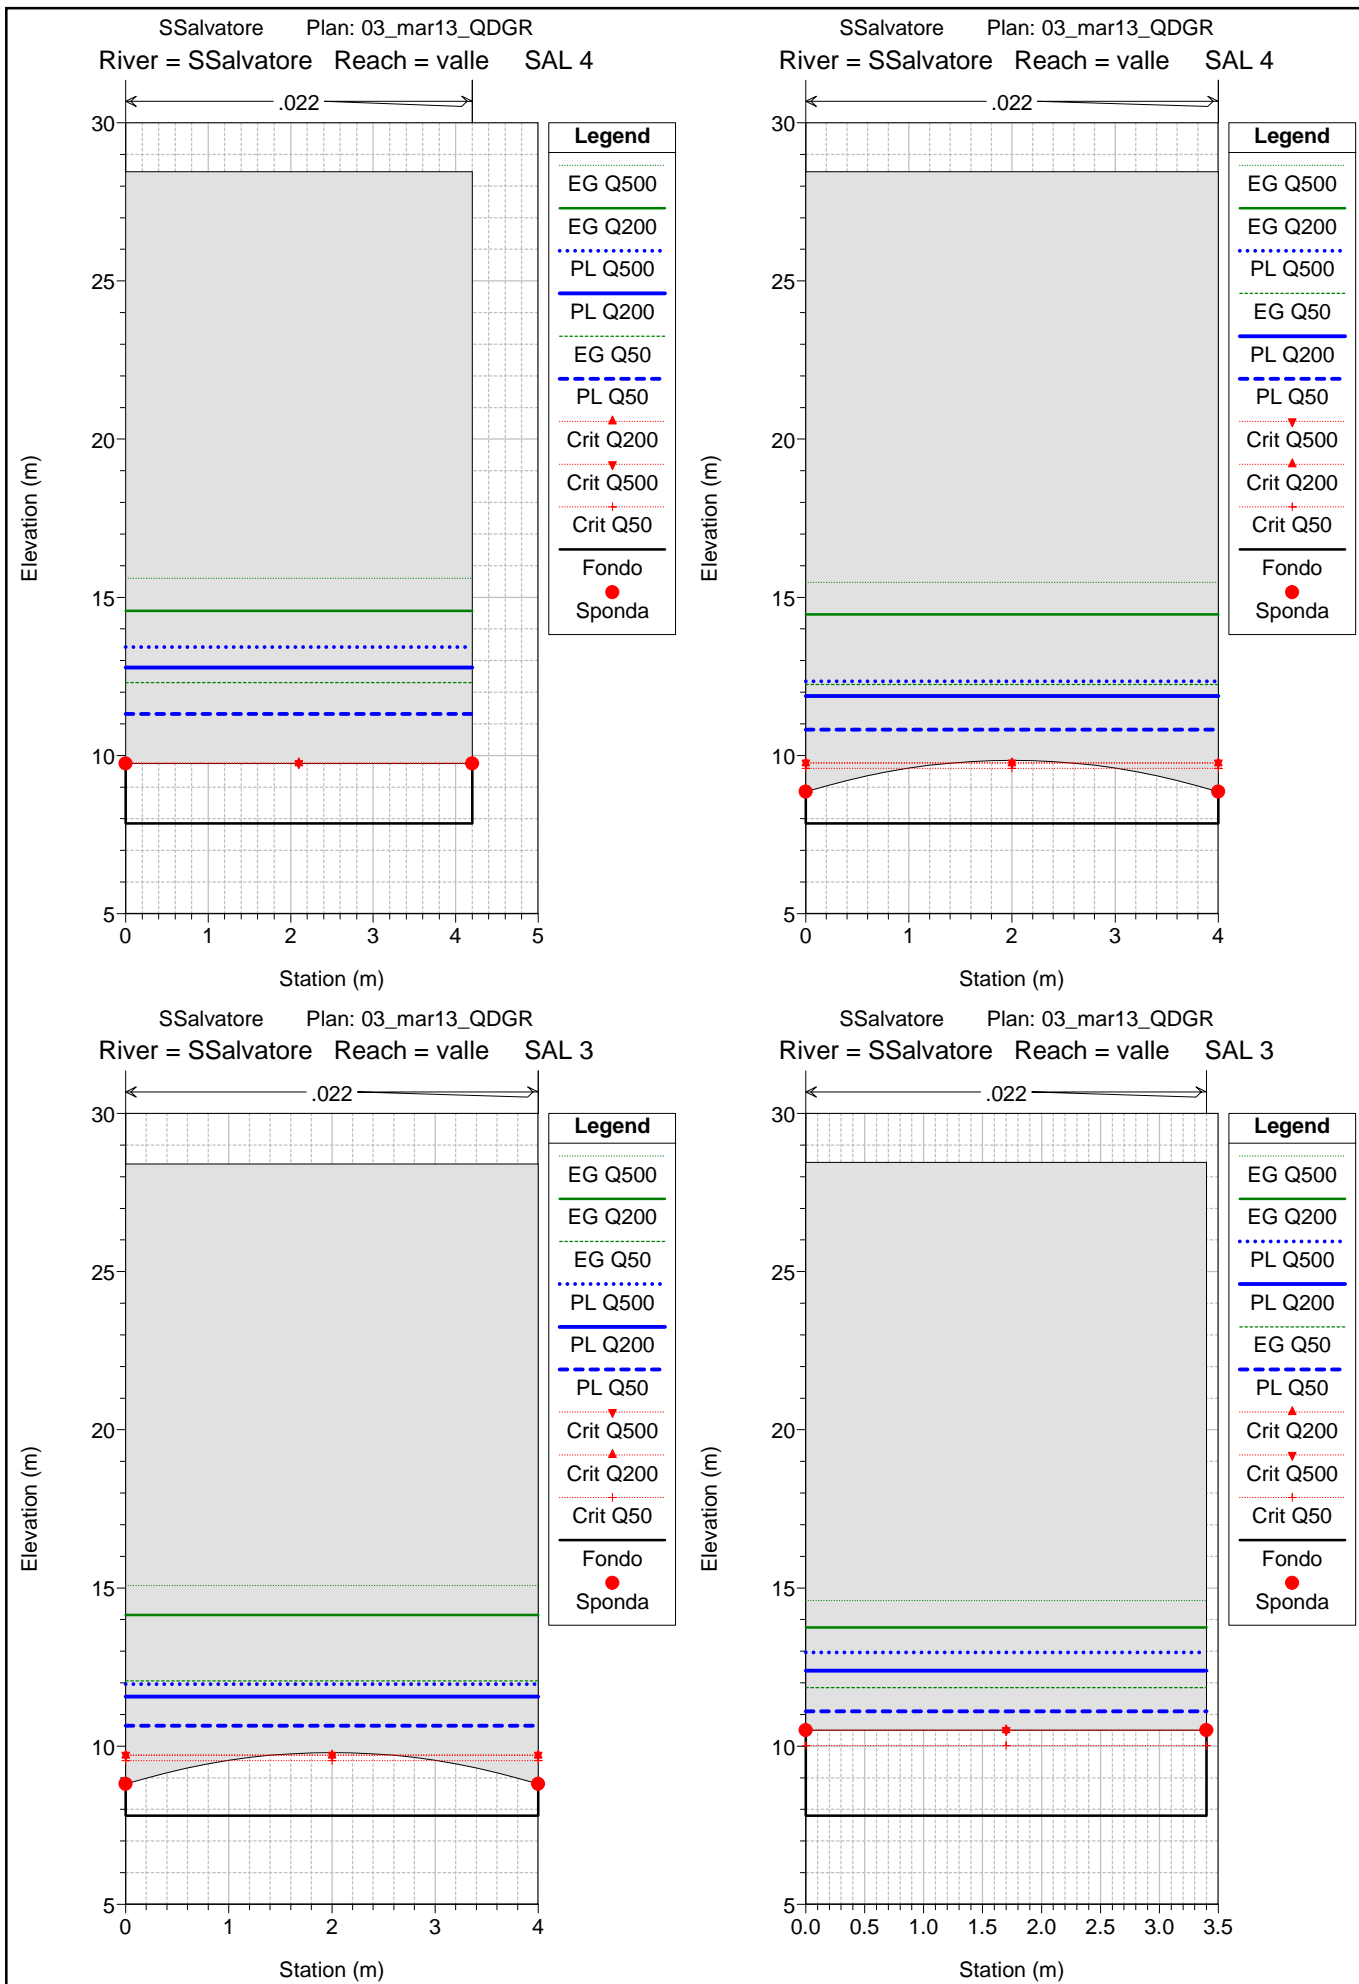 SSalvatore Plan: 03_mar13_QDGR
River = SSalvatore Reach = valle SAL 4
.022
30
25
20
15
10
5
Elevation (m)
0 1 2 3 4 5
Station (m)
Legend
EG Q500
EG Q200
PL Q500
PL Q200
EG Q50
PL Q50
Crit Q200
Crit Q500
Crit Q50
Fondo
Sponda
SSalvatore Plan: 03_mar13_QDGR
River = SSalvatore Reach = valle SAL 4
.022
30
25
20
15
10
5
Elevation (m)
0 1 2 3 4
Station (m)
Legend
EG Q500
EG Q200
PL Q500
EG Q50
PL Q200
PL Q50
Crit Q500
Crit Q200
Crit Q50
Fondo
Sponda
SSalvatore Plan: 03_mar13_QDGR
River = SSalvatore Reach = valle SAL 3
.022
30
25
20
15
10
5
Elevation (m)
0 1 2 3 4
Station (m)
Legend
EG Q500
EG Q200
EG Q50
PL Q500
PL Q200
PL Q50
Crit Q500
Crit Q200
Crit Q50
Fondo
Sponda
SSalvatore Plan: 03_mar13_QDGR
River = SSalvatore Reach = valle SAL 3
.022
30
25
20
15
10
5
Elevation (m)
0.0 0.5 1.0 1.5 2.0 2.5 3.0 3.5
Station (m)
Legend
EG Q500
EG Q200
PL Q500
PL Q200
EG Q50
PL Q50
Crit Q200
Crit Q500
Crit Q50
Fondo
Sponda